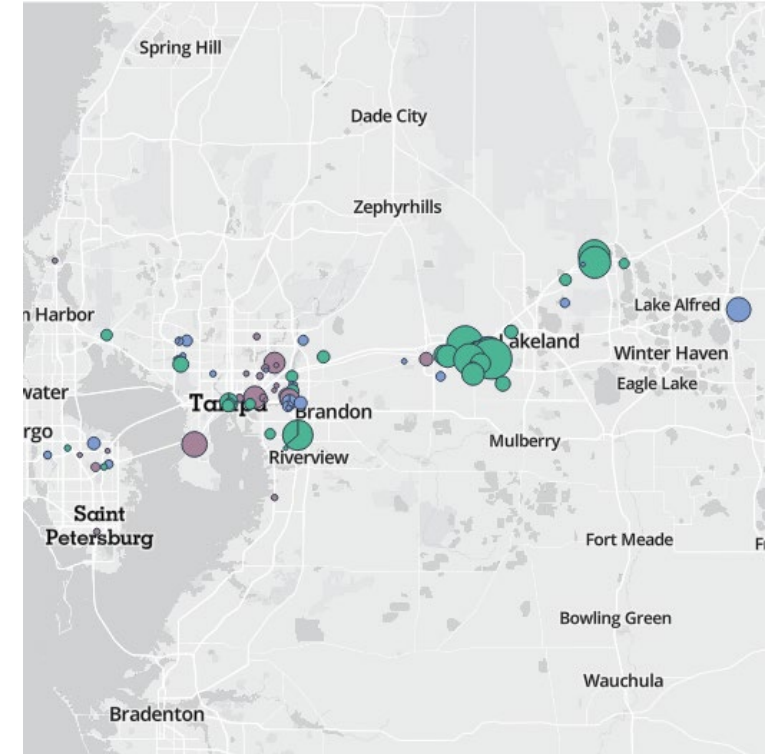 Spring Hill
Dade City
Zephyrhills
n Harbor
Lake Alfred
Lakeland
Winter Haven
Eagle Lake
water
Tampa
Brandon
rgo
Mulberry
Riverview
Saint
Petersburg
Fort Meade
F
Bowling Green
Wauchula
Bradenton